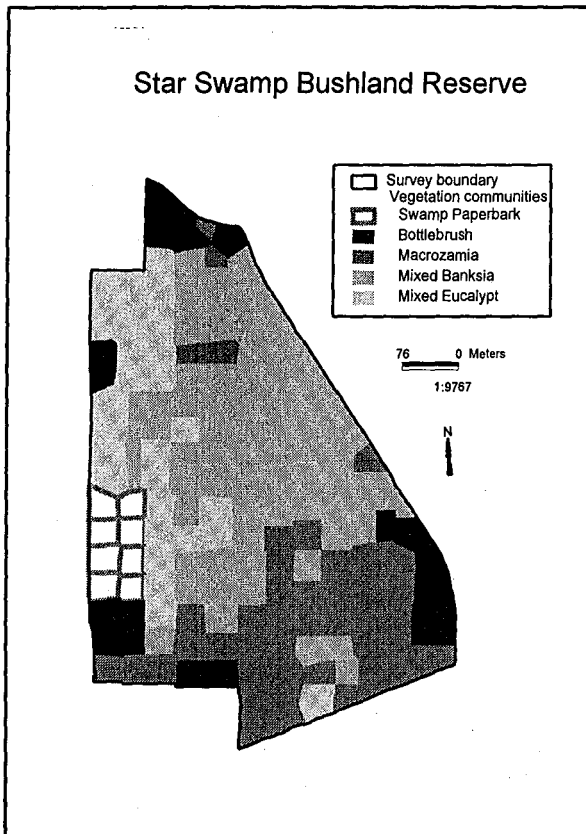 Star Swamp Bushland Reserve
Survey boundary
Vegetation communities
Swamp Paperbark
Bottlebrush
Macrozamia
Mixed Banksia
Mixed Eucalypt
76 0 Meters
1:9767
N